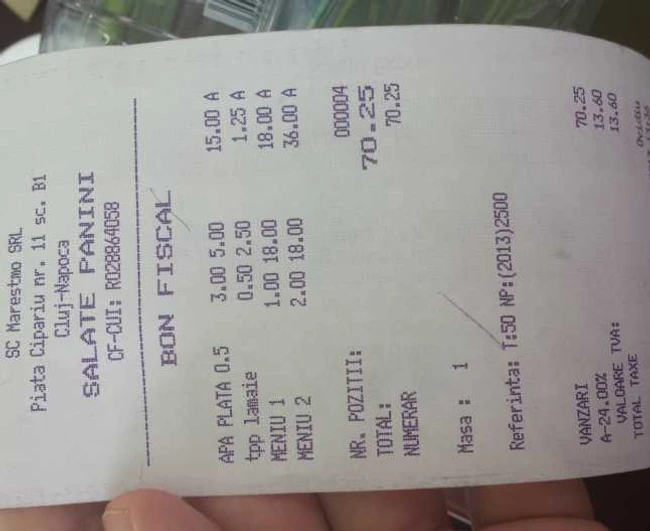 SC Marestmo SRL
Piata Cipariu nr. 11 sc. B1
Cluj-Napoca
SALATE PANINI
CF-CUI: RO28864058
BON FISCAL
APA PLATA 0.5 3.00 5.00 15.00 A
tpp lamaie 0.50 2.50 1.25 A
MENIU 1 1.00 18.00 18.00 A
MENIU 2 2.00 18.00 36.00 A
NR. POZITII: 000004
TOTAL: 70.25
NUMERAR 70.25
Masa : 1
Referinta: T:50 NP:(2013)2500
VANZARI 70.25
A-24.00% 13.60
VALOARE TVA: 13.60
TOTAL TAXE
Ovidiu